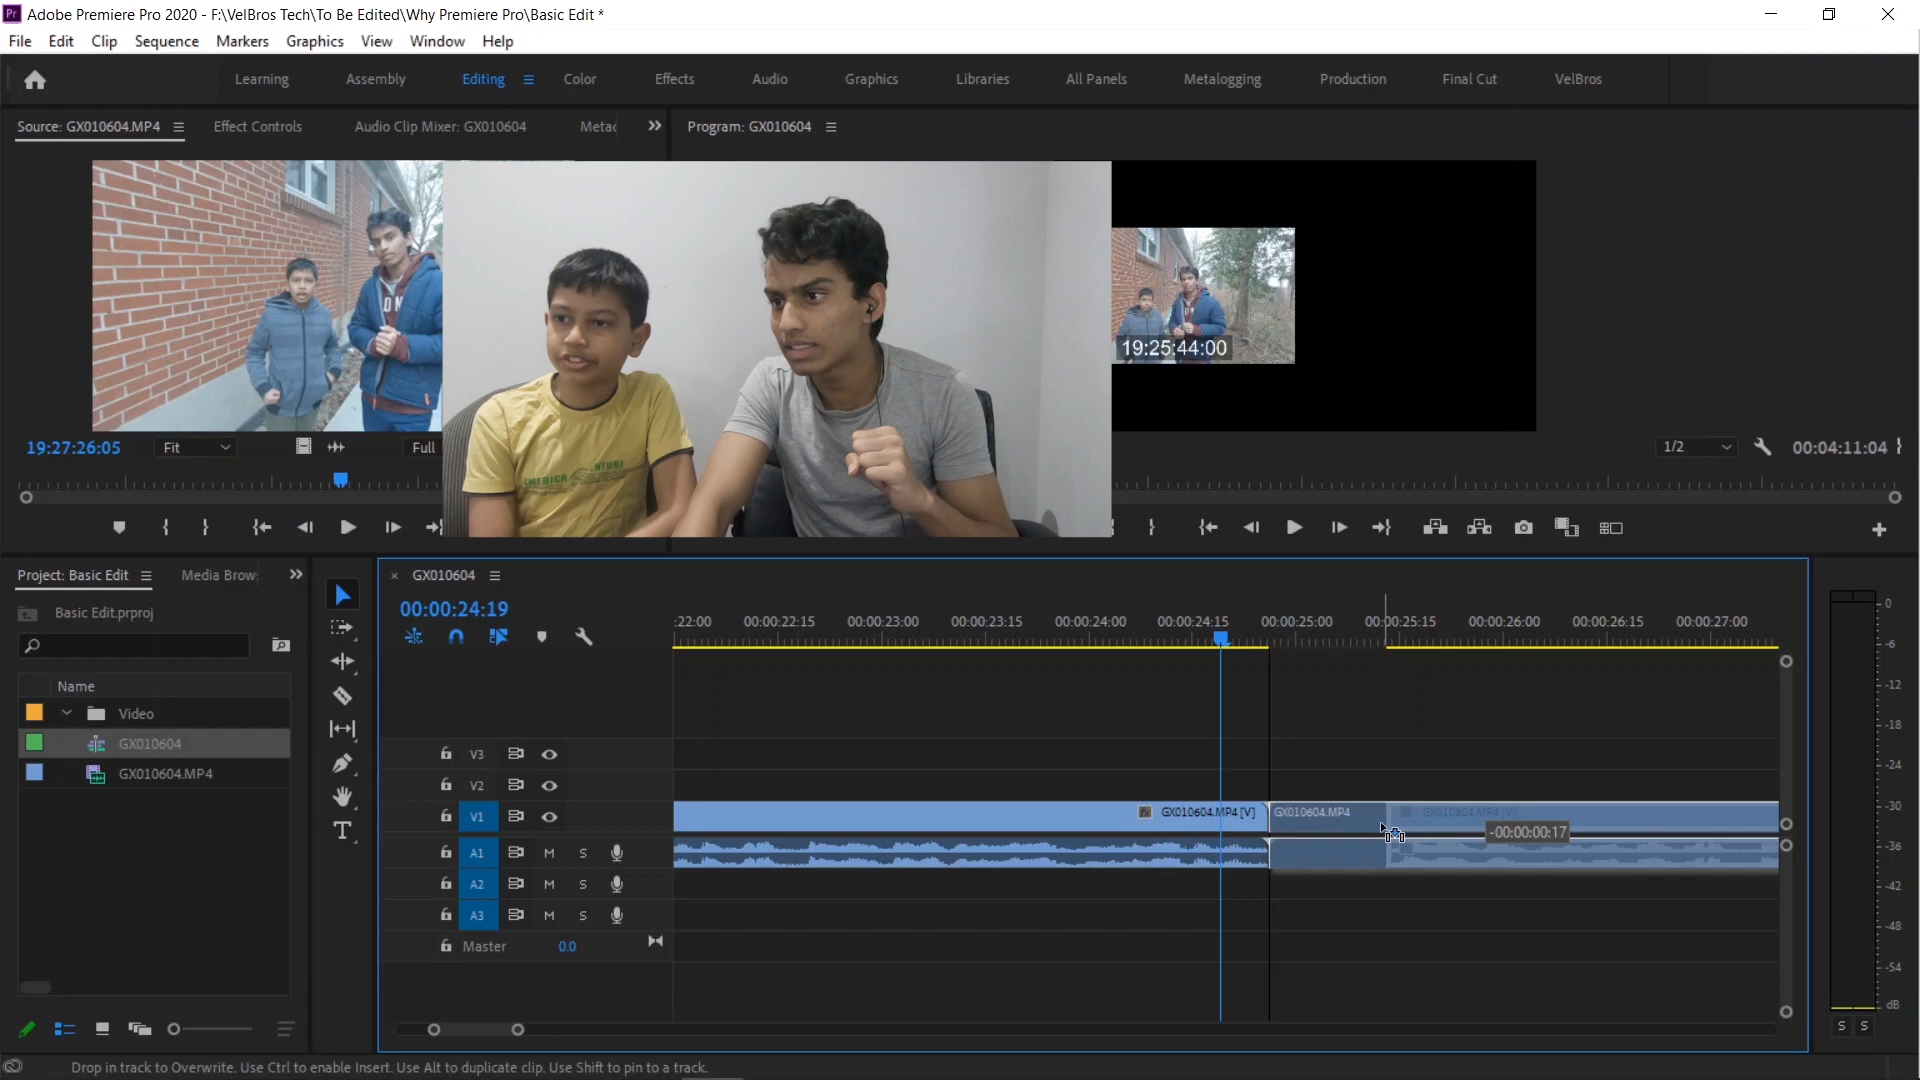 Pr Adobe Premiere Pro 2020 - F:\VelBros Tech\To Be Edited\Why Premiere Pro\Basic Edit *
File Edit Clip Sequence Markers Graphics View Window Help
Learning Assembly Editing Color Effects Audio Graphics Libraries All Panels Metalogging Production Final Cut VelBros
Source: GX010604.MP4 Effect Controls Audio Clip Mixer: GX010604 Metac Program: GX010604
19:25:44:00
AMERICA
19:27:26:05 Fit Full 1/2 00:04:11:04
Project: Basic Edit Media Brow: GX010604
Basic Edit.prproj
00:00:24:19
:22:00 00:00:22:15 00:00:23:00 00:00:23:15 00:00:24:00 00:00:24:15 00:00:25:00 00:00:25:15 00:00:26:00 00:00:26:15 00:00:27:00
Name
Video
GX010604
GX010604.MP4
V3
V2
V1 GX010604.MP4 [V] GX010604.MP4 GX010604.MP4 [V]
-00:00:00:17
A1 M S
A2 M S
A3 M S
Master 0.0
T
0
-6
-12
-18
-24
-30
-36
-42
-48
-54
dB
S S
Drop in track to Overwrite. Use Ctrl to enable Insert. Use Alt to duplicate clip. Use Shift to pin to a track.